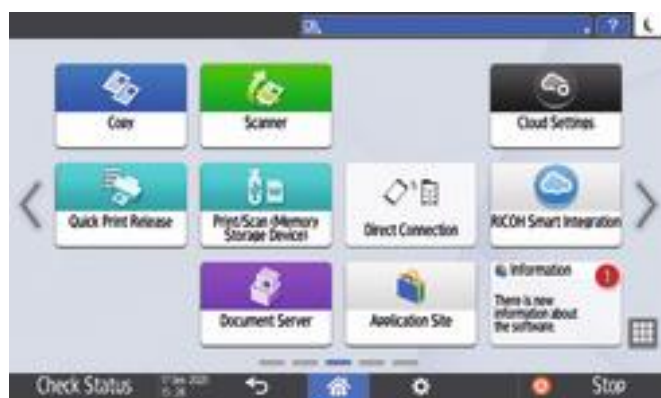 ?
Copy
Scanner
Cloud Settings
Quick Print Release
Print/Scan (Memory
Storage Device)
Direct Connection
RICOH Smart Integration
Document Server
Application Site
Information
!
There is new
information about
the software.
Check Status
Stop